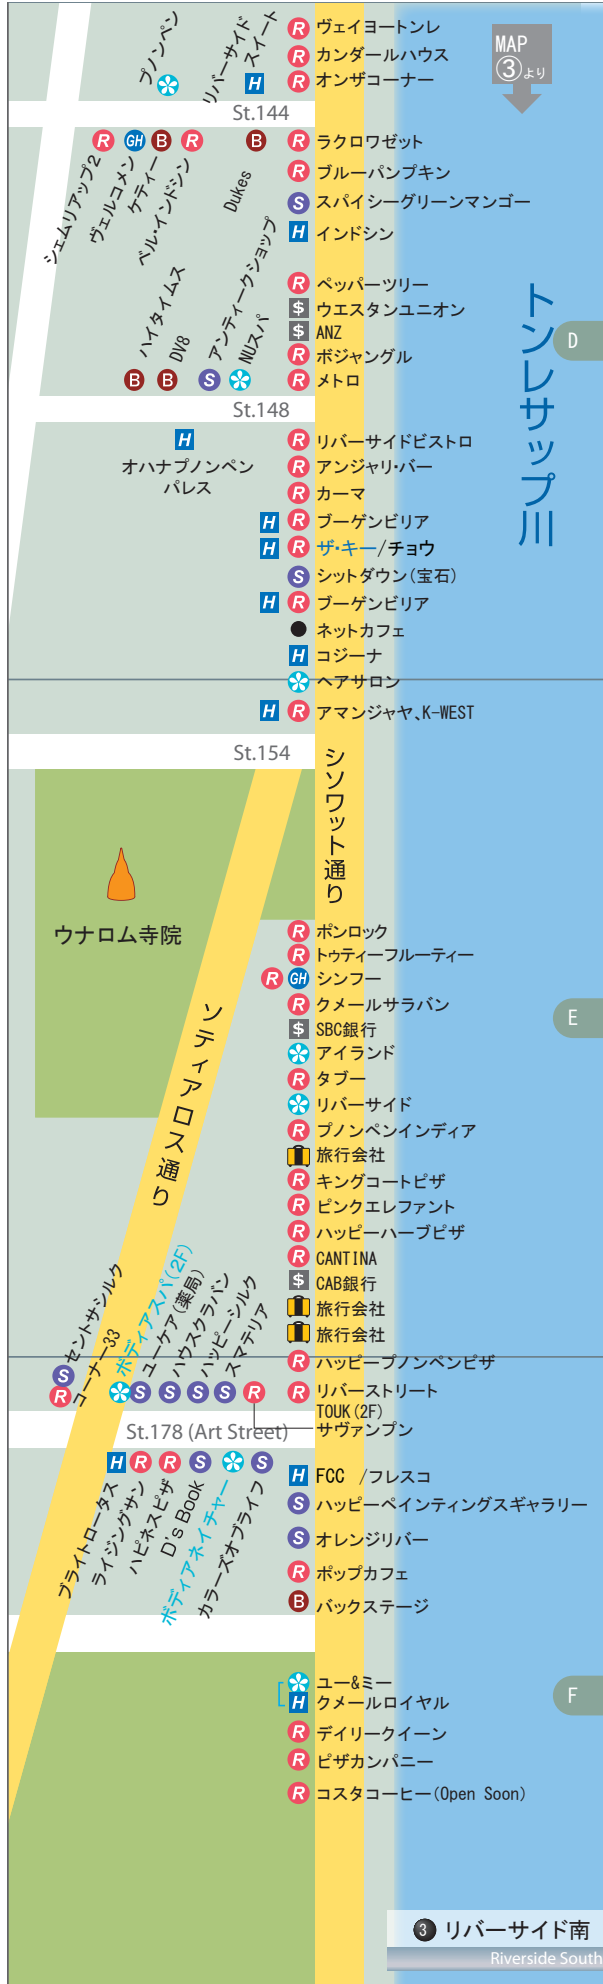 プノンペン
リバーサイド
スイート
R ヴェイヨートンレ
R カンダールハウス
H R オンザコーナー
MAP
③より
St.144
R GH B R B R ラクロワゼット
シェムリアップ2
ヴェルコメン
ケティー
ベル・インドシン
Dukes
R ブルーパンプキン
S スパイシーグリーンマンゴー
H インドシン
ハイタイムス
DV8
アンティークショップ
NUスパ
R ペッパーツリー
$ ウエスタンユニオン
$ ANZ
R ボジャングル
B B S R メトロ
トンレサップ川
D
St.148
H
オハナプノンペン
パレス
R リバーサイドビストロ
R アンジャリ・バー
R カーマ
H R ブーゲンビリア
H R ザ・キー/チョウ
S シットダウン(宝石)
H R ブーゲンビリア
ネットカフェ
H コジーナ
ヘアサロン
H R アマンジャヤ、K-WEST
St.154
シソワット通り
ウナロム寺院
ソティアロス通り
R ポンロック
R トゥティーフルーティー
R GH シンフー
R クメールサラバン
$ SBC銀行
E
アイランド
R タブー
リバーサイド
R プノンペンインディア
旅行会社
R キングコートピザ
R ピンクエレファント
R ハッピーハーブピザ
R CANTINA
$ CAB銀行
旅行会社
旅行会社
R ハッピープノンペンピザ
セントサシルク
コーナー33
ボディアスパ(2F)
ユーケア(薬局)
ハウスクラバン
ハッピーシルク
スマテリア
S
R S S S S R R リバーストリート
TOUK(2F)
サヴァンプン
St.178 (Art Street)
H R R S S
ブライトロータス
ライジングサン
ハピネスピザ
D's Book
ボディアネイチャー
カラーズオブライフ
H FCC /フレスコ
S ハッピーペインティングスギャラリー
S オレンジリバー
R ポップカフェ
B バックステージ
ユー&ミー
H クメールロイヤル
F
R デイリークイーン
R ピザカンパニー
R コスタコーヒー(Open Soon)
3 リバーサイド南
Riverside South